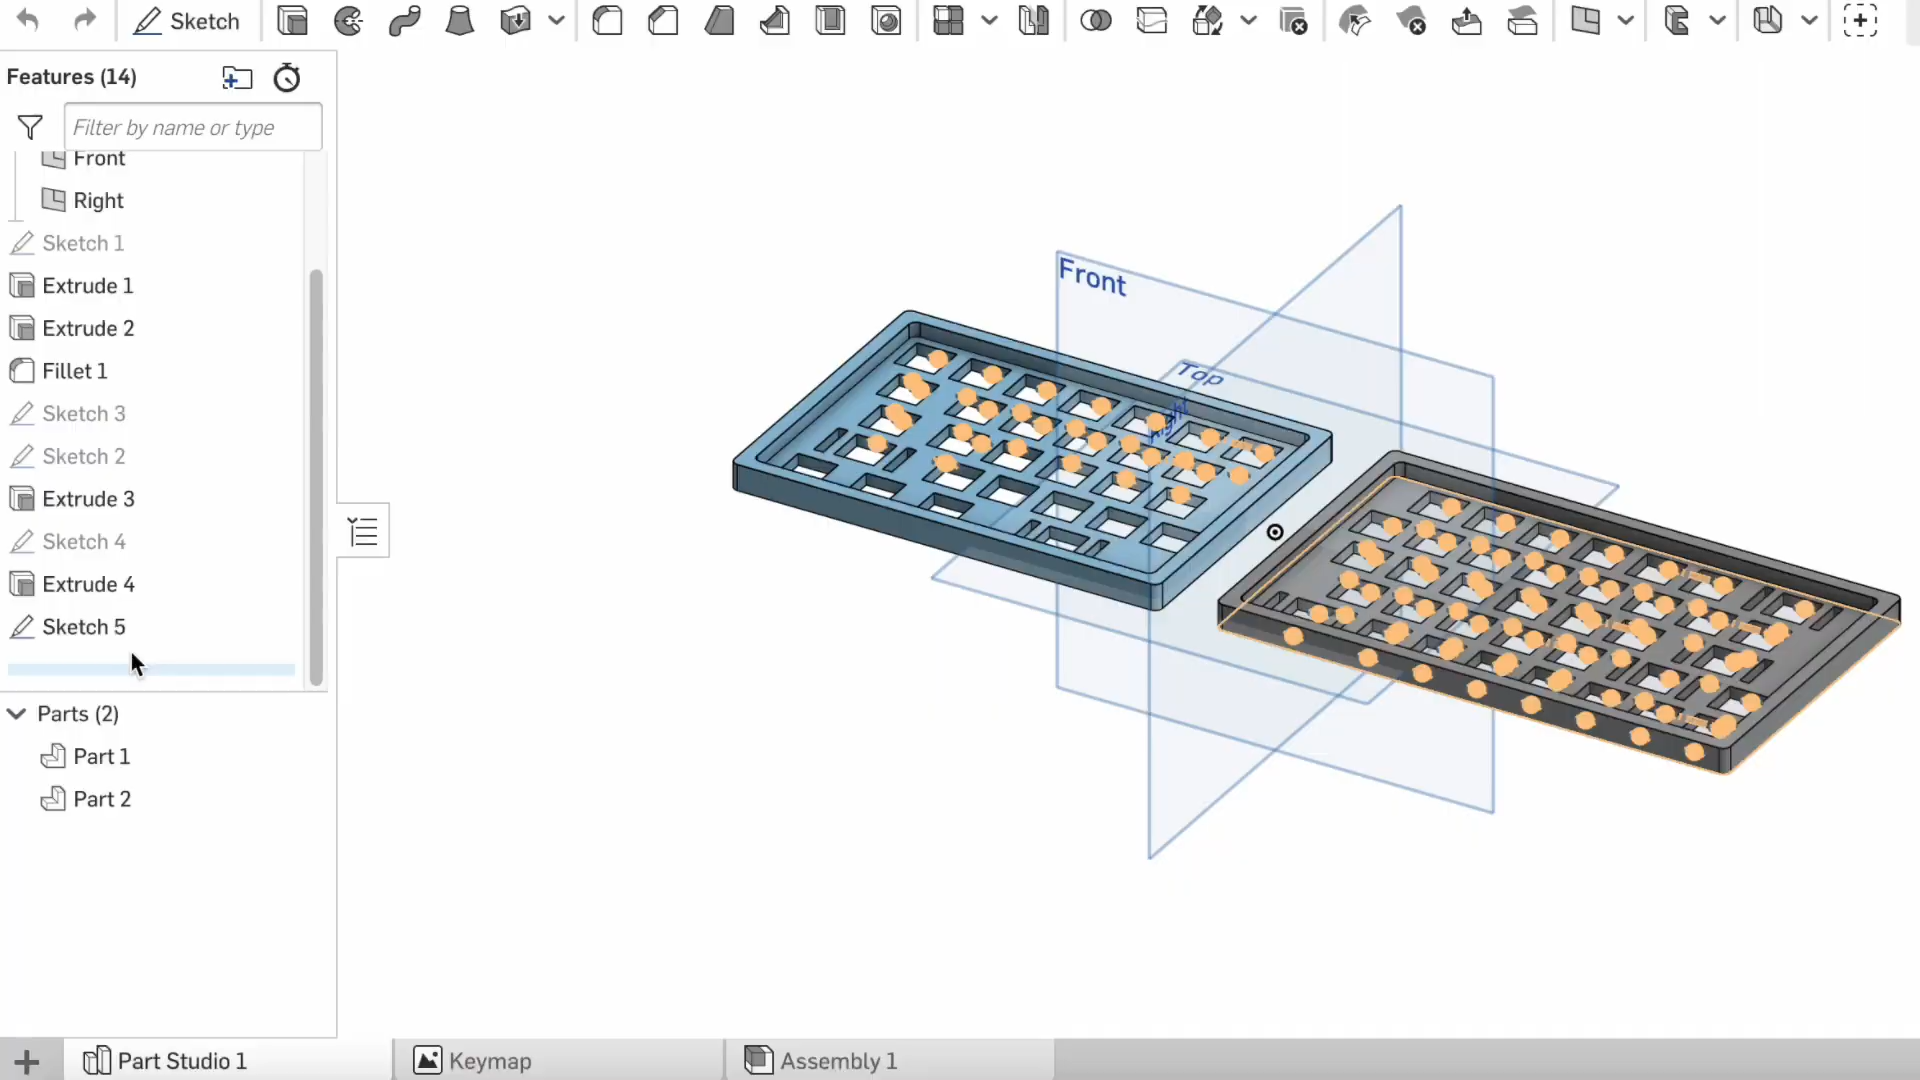 Sketch
Features (14)
Filter by name or type
Front
Right
Sketch 1
Extrude 1
Extrude 2
Fillet 1
Sketch 3
Sketch 2
Extrude 3
Sketch 4
Extrude 4
Sketch 5
Parts (2)
Part 1
Part 2
Front
Top
Right
Part Studio 1
Keymap
Assembly 1